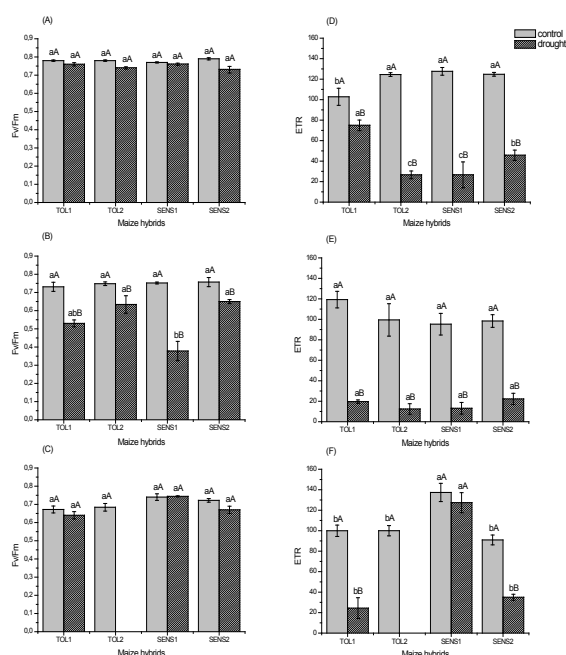 (A)
0,9
0,8
0,7
0,6
0,5
0,4
0,3
0,2
0,1
0,0
Fv/Fm
aA aA aA aA aA aA aA aA
TOL1 TOL2 SENS1 SENS2
Maize hybrids
(D)
control
drought
160
140
120
100
80
60
40
20
0
ETR
bA aB aA cB aA cB aA bB
TOL1 TOL2 SENS1 SENS2
Maize hybrids
(B)
0,9
0,8
0,7
0,6
0,5
0,4
0,3
0,2
0,1
0,0
Fv/Fm
aA abB aA aB aA bB aA aB
TOL1 TOL2 SENS1 SENS2
Maize hybrids
(E)
160
140
120
100
80
60
40
20
0
ETR
aA aB aA aB aA aB aA aB
TOL1 TOL2 SENS1 SENS2
Maize hybrids
(C)
0,9
0,8
0,7
0,6
0,5
0,4
0,3
0,2
0,1
0,0
Fv/Fm
aA aA aA aA aA aA aA
TOL1 TOL2 SENS1 SENS2
Maize hybrids
(F)
160
140
120
100
80
60
40
20
0
ETR
bA bB bA aA aA bA bB
TOL1 TOL2 SENS1 SENS2
Maize hybrids